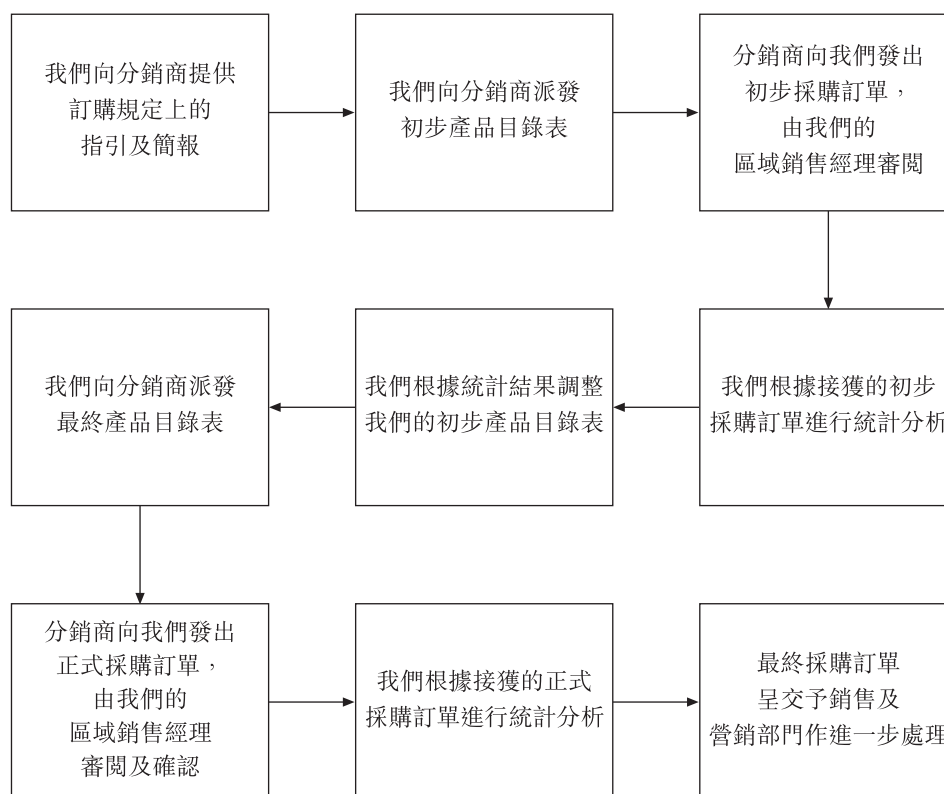 我們向分銷商提供
訂購規定上的
指引及簡報
我們向分銷商派發
初步產品目錄表
分銷商向我們發出
初步採購訂單，
由我們的
區域銷售經理審閱
我們根據接獲的初步
採購訂單進行統計分析
我們根據統計結果調整
我們的初步產品目錄表
我們向分銷商派發
最終產品目錄表
分銷商向我們發出
正式採購訂單，
由我們的
區域銷售經理
審閱及確認
我們根據接獲的正式
採購訂單進行統計分析
最終採購訂單
呈交予銷售及
營銷部門作進一步處理